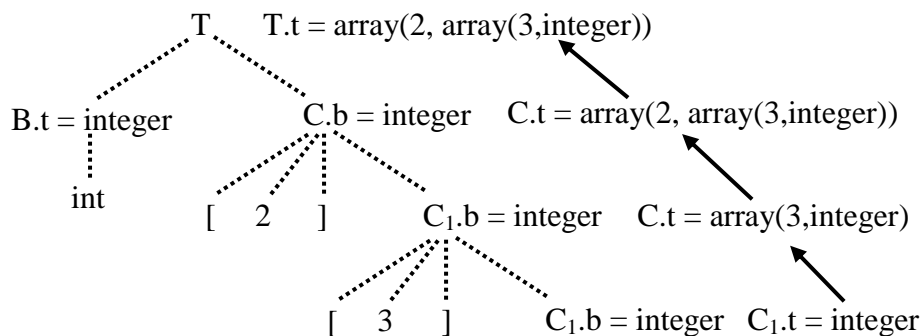 T T.t = array(2, array(3,integer))
B.t = integer C.b = integer C.t = array(2, array(3,integer))
int [ 2 ] C₁.b = integer C.t = array(3,integer)
[ 3 ] C₁.b = integer C₁.t = integer